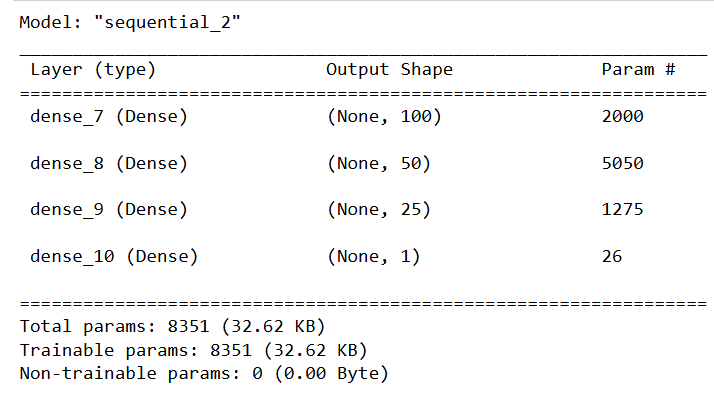 Model: "sequential_2"
_________________________________________________________________
Layer (type) Output Shape Param #
=================================================================
dense_7 (Dense) (None, 100) 2000
dense_8 (Dense) (None, 50) 5050
dense_9 (Dense) (None, 25) 1275
dense_10 (Dense) (None, 1) 26
=================================================================
Total params: 8351 (32.62 KB)
Trainable params: 8351 (32.62 KB)
Non-trainable params: 0 (0.00 Byte)